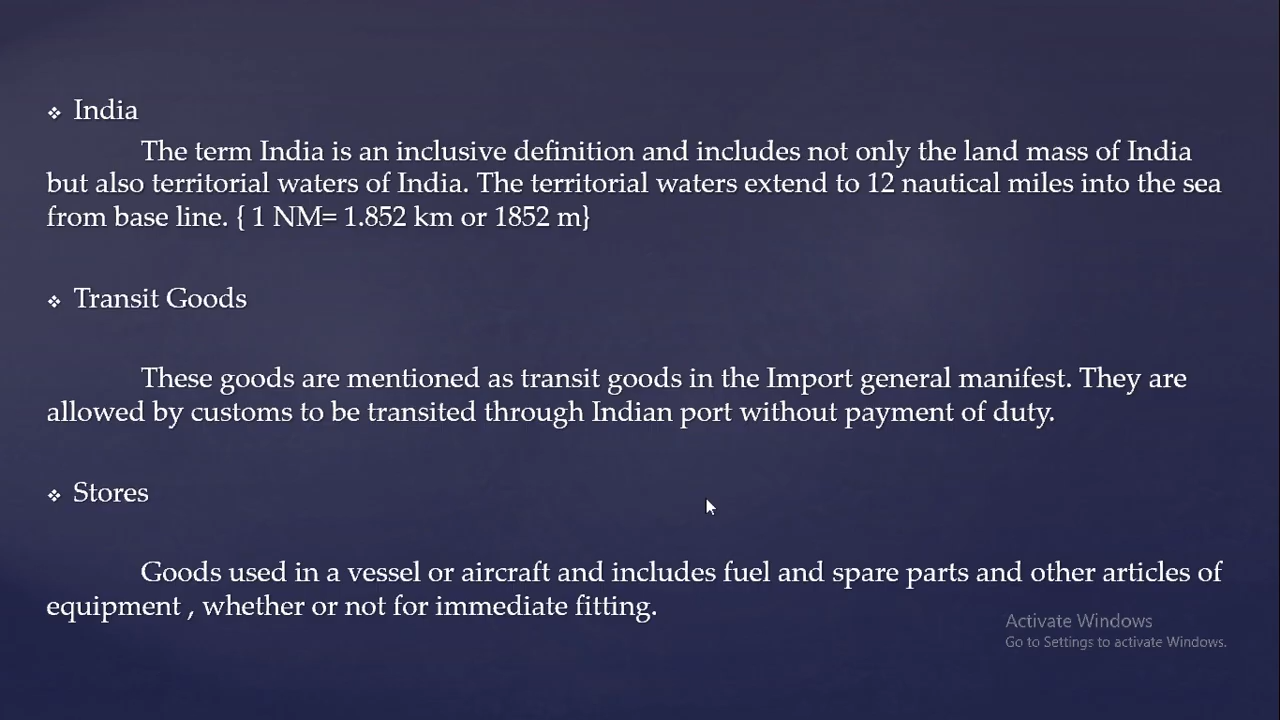 ❖ India
The term India is an inclusive definition and includes not only the land mass of India
but also territorial waters of India. The territorial waters extend to 12 nautical miles into the sea
from base line. { 1 NM= 1.852 km or 1852 m}
❖ Transit Goods
These goods are mentioned as transit goods in the Import general manifest. They are
allowed by customs to be transited through Indian port without payment of duty.
❖ Stores
Goods used in a vessel or aircraft and includes fuel and spare parts and other articles of
equipment , whether or not for immediate fitting.
Activate Windows
Go to Settings to activate Windows.